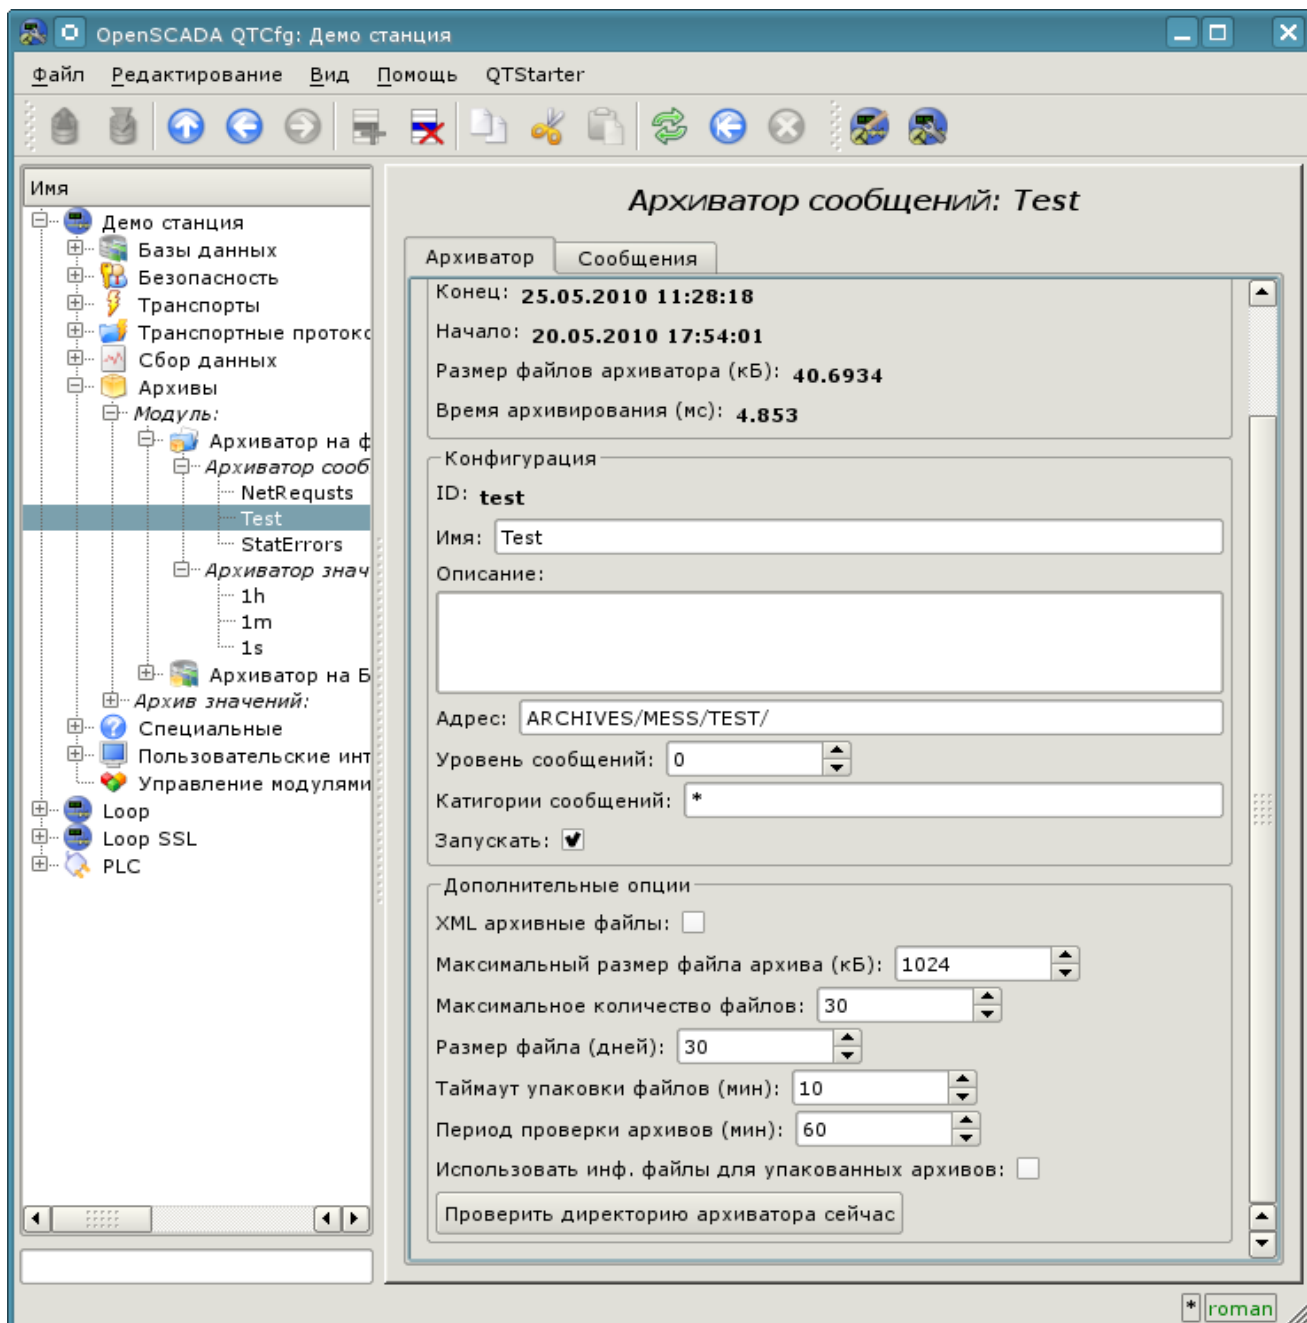 OpenSCADA QTCfg: Демо станция
Файл Редактирование Вид Помощь QTStarter
Имя
Демо станция
Базы данных
Безопасность
Транспорты
Транспортные протокс
Сбор данных
Архивы
Модуль:
Архиватор на ф
Архиватор сооб
NetRequsts
Test
StatErrors
Архиватор знач
1h
1m
1s
Архиватор на Б
Архив значений:
Специальные
Пользовательские инт
Управление модулями
Loop
Loop SSL
PLC
Архиватор сообщений: Test
Архиватор Сообщения
Конец: 25.05.2010 11:28:18
Начало: 20.05.2010 17:54:01
Размер файлов архиватора (кБ): 40.6934
Время архивирования (мс): 4.853
Конфигурация
ID: test
Имя: Test
Описание:
Адрес: ARCHIVES/MESS/TEST/
Уровень сообщений: 0
Катигории сообщений: *
Запускать:
Дополнительные опции
XML архивные файлы:
Максимальный размер файла архива (кБ): 1024
Максимальное количество файлов: 30
Размер файла (дней): 30
Таймаут упаковки файлов (мин): 10
Период проверки архивов (мин): 60
Использовать инф. файлы для упакованных архивов:
Проверить директорию архиватора сейчас
* roman